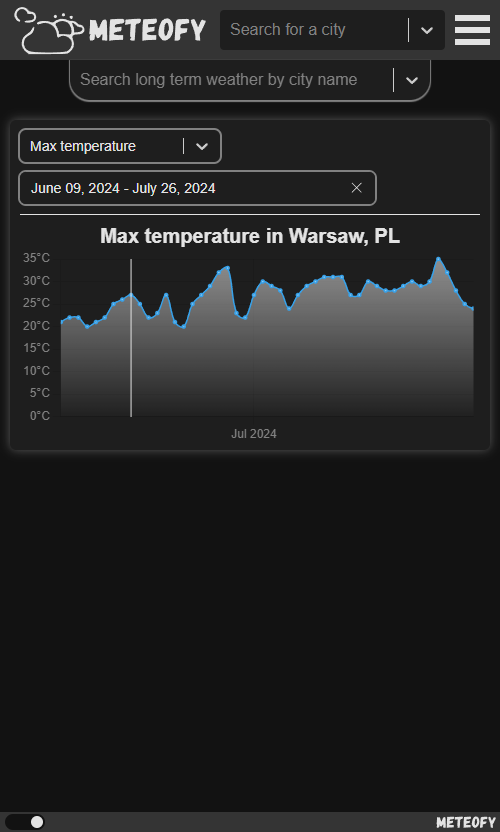 METEOFY
Search for a city
Search long term weather by city name
Max temperature
June 09, 2024 - July 26, 2024
Max temperature in Warsaw, PL
35°C
30°C
25°C
20°C
15°C
10°C
5°C
0°C
Jul 2024
METEOFY